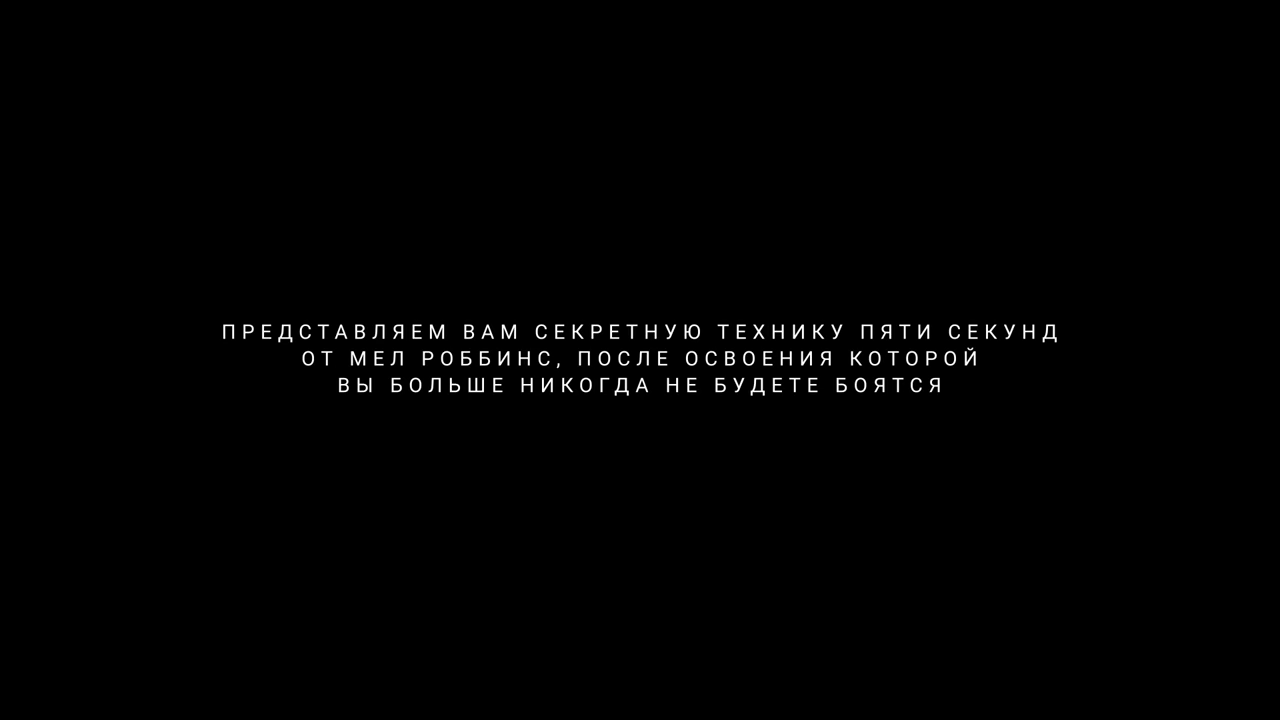 ПРЕДСТАВЛЯЕМ ВАМ СЕКРЕТНУЮ ТЕХНИКУ ПЯТИ СЕКУНД
ОТ МЕЛ РОББИНС, ПОСЛЕ ОСВОЕНИЯ КОТОРОЙ
ВЫ БОЛЬШЕ НИКОГДА НЕ БУДЕТЕ БОЯТСЯ